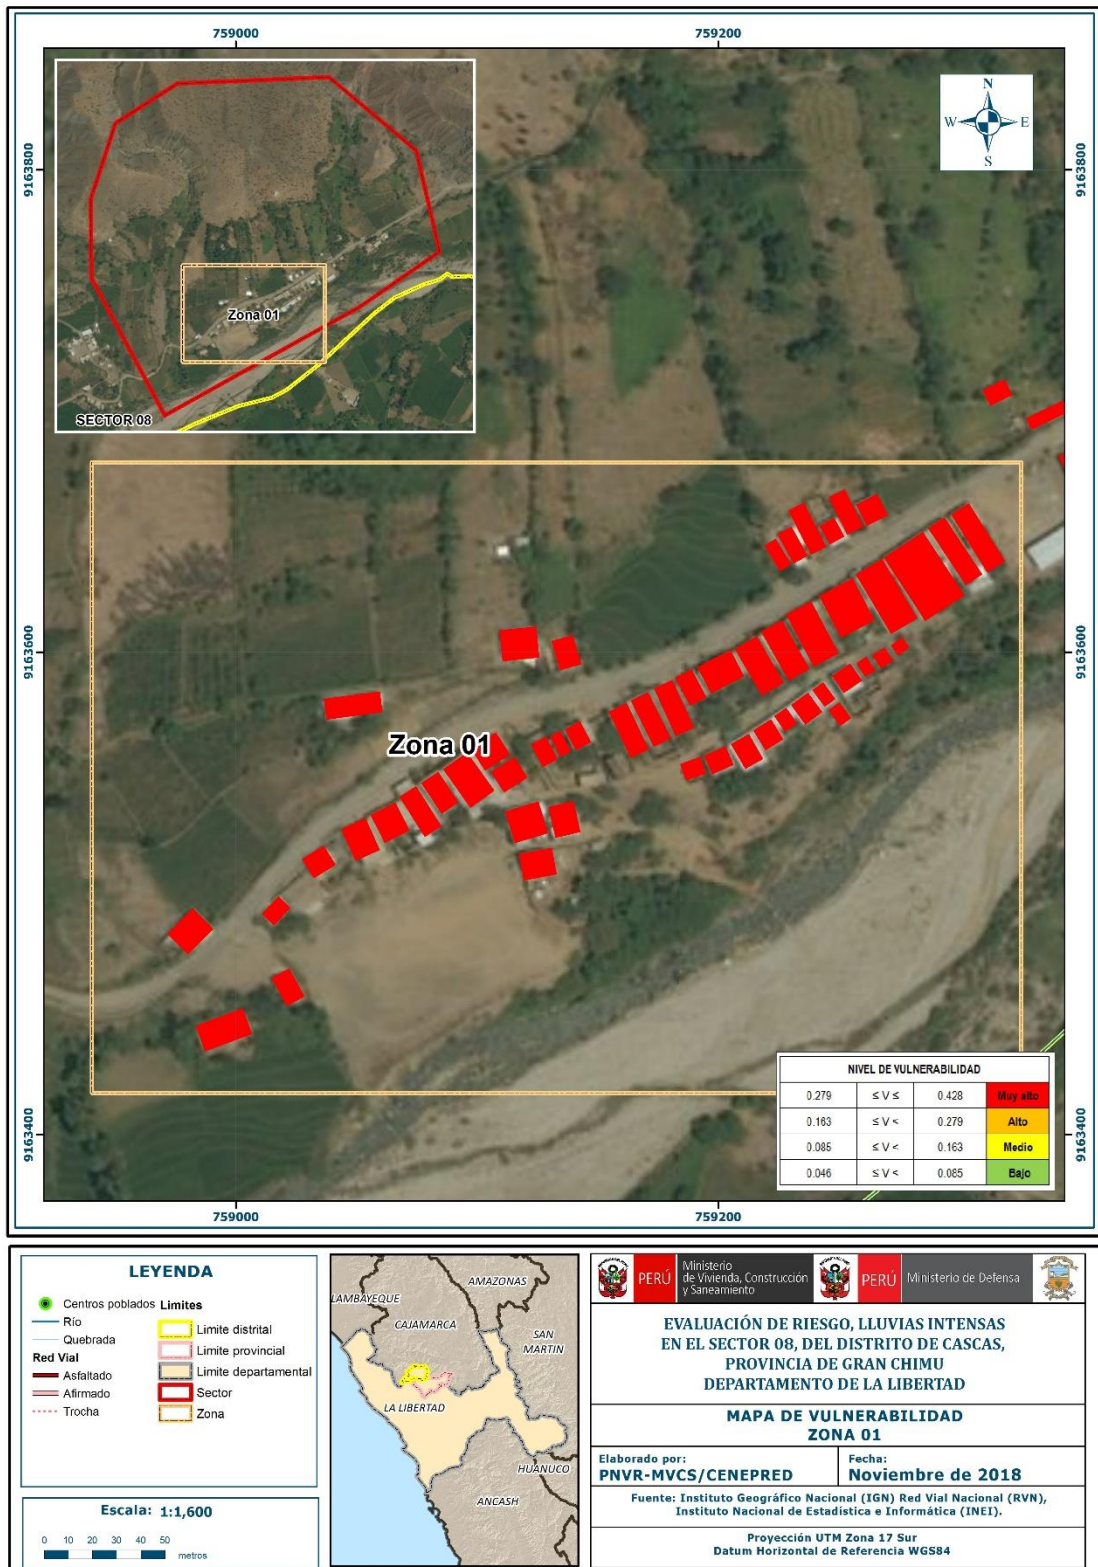 759000
759200
9163800
9163800
N
W
E
S
Zona 01
SECTOR 08
9163600
9163600
Zona 01
NIVEL DE VULNERABILIDAD
0.279 ≤ V ≤ 0.428 Muy alto
0.163 ≤ V < 0.279 Alto
0.085 ≤ V < 0.163 Medio
0.046 ≤ V < 0.085 Bajo
9163400
9163400
759000
759200
LEYENDA
Centros poblados
Río
Quebrada
Red Vial
Asfaltado
Afirmado
Trocha
Limites
Limite distrital
Limite provincial
Limite departamental
Sector
Zona
Escala: 1:1,600
0 10 20 30 40 50
metros
AMAZONAS
LAMBAYEQUE
CAJAMARCA
SAN
MARTIN
LA LIBERTAD
HUANUCO
ANCASH
PERÚ
Ministerio
de Vivienda, Construcción
y Saneamiento
PERÚ
Ministerio de Defensa
EVALUACIÓN DE RIESGO, LLUVIAS INTENSAS
EN EL SECTOR 08, DEL DISTRITO DE CASCAS,
PROVINCIA DE GRAN CHIMU
DEPARTAMENTO DE LA LIBERTAD
MAPA DE VULNERABILIDAD
ZONA 01
Elaborado por:
PNVR-MVCS/CENEPRED
Fecha:
Noviembre de 2018
Fuente: Instituto Geográfico Nacional (IGN) Red Vial Nacional (RVN),
Instituto Nacional de Estadística e Informática (INEI).
Proyección UTM Zona 17 Sur
Datum Horizontal de Referencia WGS84